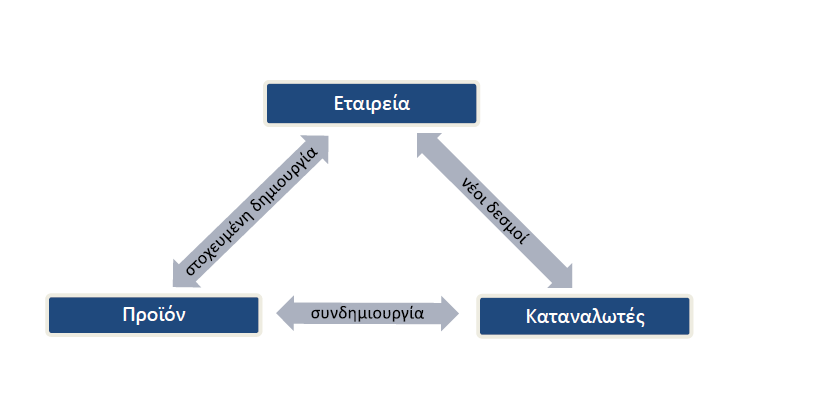 Εταιρεία
στοχευμένη δημιουργία
νέοι δεσμοί
Προϊόν
συνδημιουργία
Καταναλωτές